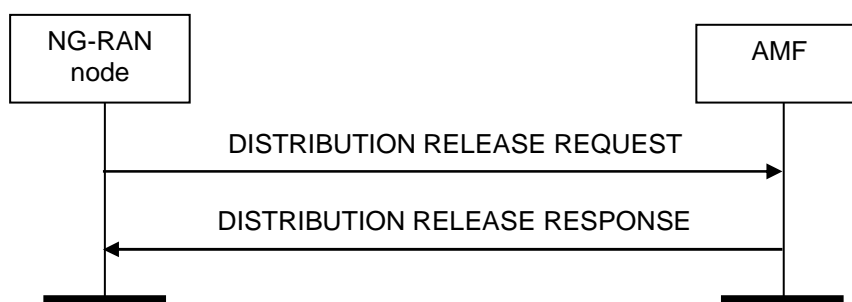 NG-RAN
node
AMF
DISTRIBUTION RELEASE REQUEST
DISTRIBUTION RELEASE RESPONSE